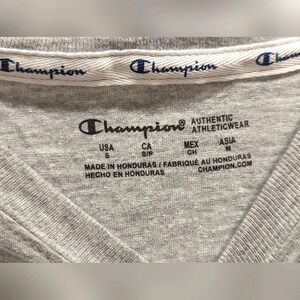 Champion Champion Champion
Champion® AUTHENTIC
ATHLETICWEAR
USA CA MEX ASIA
S S/P CH M
MADE IN HONDURAS / FABRIQUÉ AU HONDURAS
HECHO EN HONDURAS CHAMPION.COM